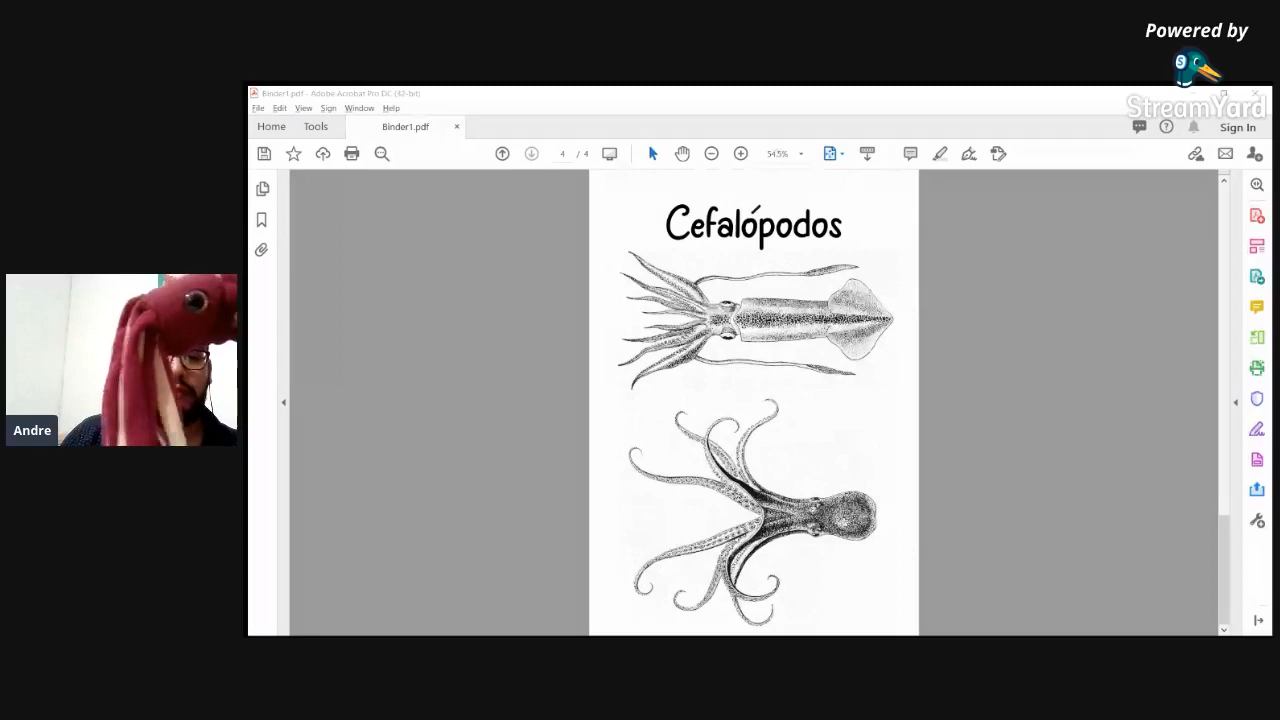 Powered by
StreamYard
Binder1.pdf - Adobe Acrobat Pro DC (32-bit)
File Edit View Sign Window Help
Home Tools Binder1.pdf × Sign In
4 / 4 54.5%
Cefalópodos
Andre